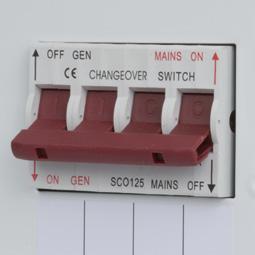 OFF GEN MAINS ON
CE CHANGEOVER SWITCH
ON GEN SCO125 MAINS OFF